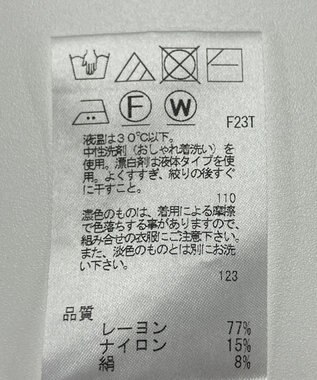 F W F23T
液温は30℃以下。
中性洗剤（おしゃれ着洗い）を
使用。漂白剤は液体タイプを使
用。よくすすぎ、絞りの後すぐ
に干すこと。
110
濃色のものは、着用による摩擦
で色落ちする事がありますので、
組み合せの衣服にご注意下さい。
また、淡色のものとは別にお洗
い下さい。
123
品質
レーヨン 77%
ナイロン 15%
絹 8%